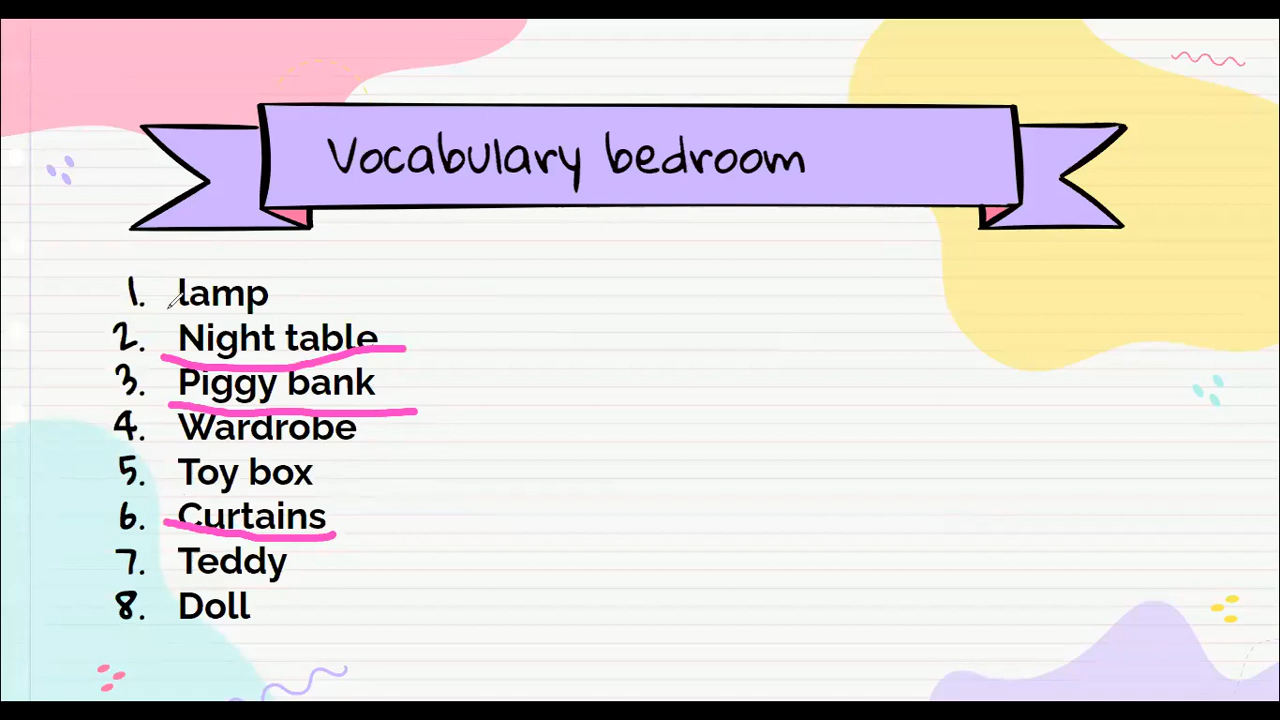 Vocabulary bedroom
1. lamp
2. Night table
3. Piggy bank
4. Wardrobe
5. Toy box
6. Curtains
7. Teddy
8. Doll